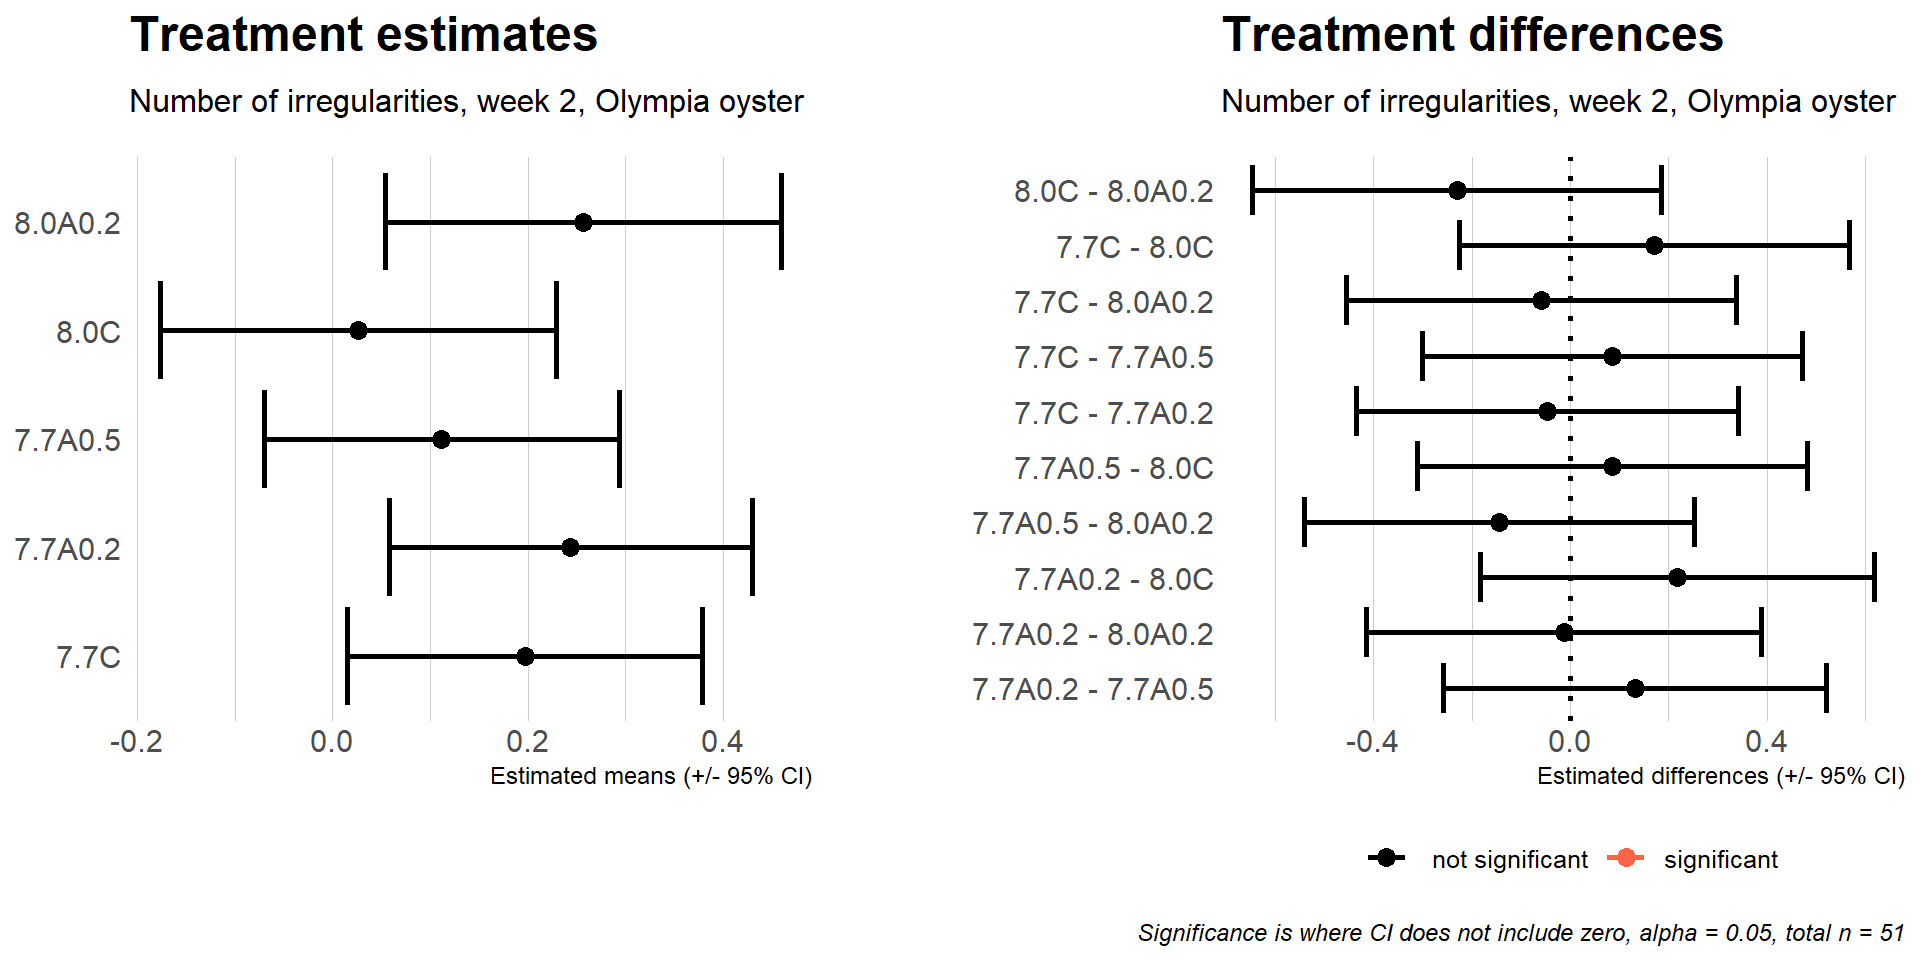 Treatment estimates
Number of irregularities, week 2, Olympia oyster
8.0A0.2
8.0C
7.7A0.5
7.7A0.2
7.7C
-0.2 0.0 0.2 0.4
Estimated means (+/- 95% CI)
Treatment differences
Number of irregularities, week 2, Olympia oyster
8.0C - 8.0A0.2
7.7C - 8.0C
7.7C - 8.0A0.2
7.7C - 7.7A0.5
7.7C - 7.7A0.2
7.7A0.5 - 8.0C
7.7A0.5 - 8.0A0.2
7.7A0.2 - 8.0C
7.7A0.2 - 8.0A0.2
7.7A0.2 - 7.7A0.5
-0.4 0.0 0.4
Estimated differences (+/- 95% CI)
not significant significant
Significance is where CI does not include zero, alpha = 0.05, total n = 51